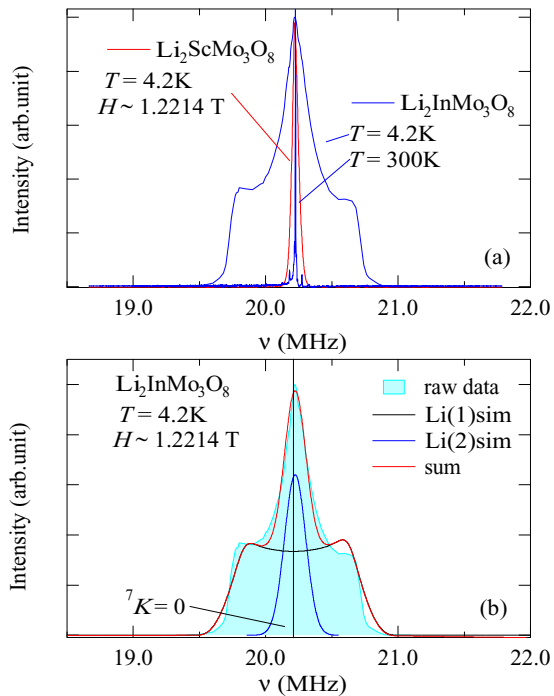 Li₂ScMo₃O₈
T = 4.2K
H ~ 1.2214 T
Li₂InMo₃O₈
T = 4.2K
T = 300K
Intensity (arb.unit)
(a)
19.0 20.0 21.0 22.0
ν (MHz)
Li₂InMo₃O₈
T = 4.2K
H ~ 1.2214 T
raw data
Li(1)sim
Li(2)sim
sum
Intensity (arb.unit)
⁷K = 0
(b)
19.0 20.0 21.0 22.0
ν (MHz)